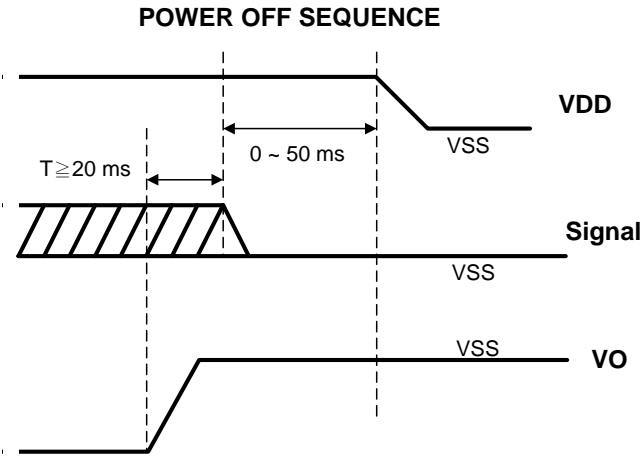 POWER OFF SEQUENCE
VDD
VSS
0 ~ 50 ms
T≧20 ms
Signal
VSS
VSS
VO